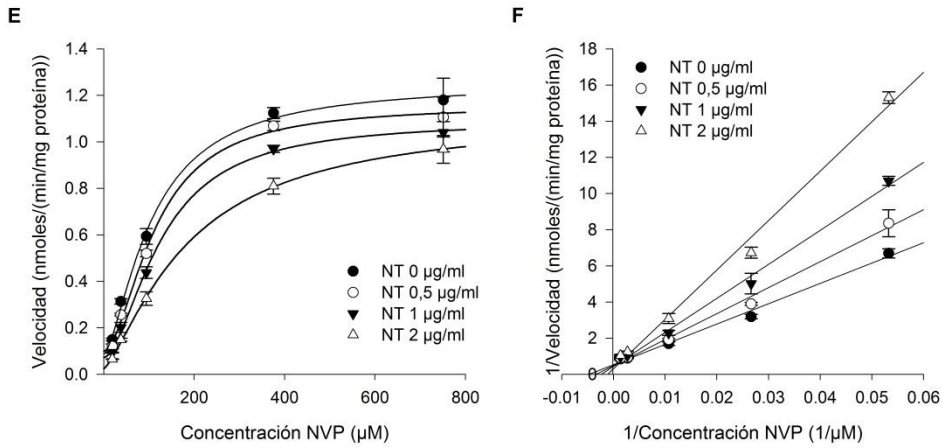 E
Velocidad (nmoles/(min/mg proteína))
1.4
1.2
1.0
0.8
0.6
0.4
0.2
0.0
NT 0 µg/ml
NT 0,5 µg/ml
NT 1 µg/ml
NT 2 µg/ml
0 200 400 600 800
Concentración NVP (µM)
F
1/Velocidad (nmoles/(min/mg proteína))
18
16
14
12
10
8
6
4
2
0
NT 0 µg/ml
NT 0,5 µg/ml
NT 1 µg/ml
NT 2 µg/ml
-0.01 0.00 0.01 0.02 0.03 0.04 0.05 0.06
1/Concentración NVP (1/µM)